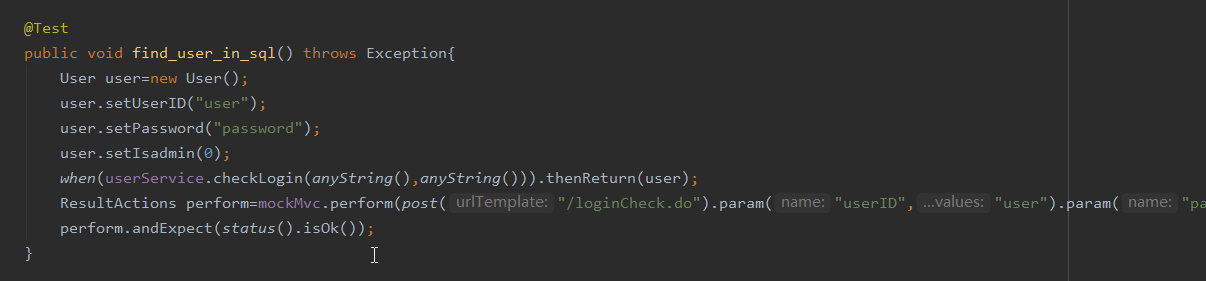 @Test
public void find_user_in_sql() throws Exception{
User user=new User();
user.setUserID("user");
user.setPassword("password");
user.setIsadmin(0);
when(userService.checkLogin(anyString(),anyString())).thenReturn(user);
ResultActions perform=mockMvc.perform(post( urlTemplate: "/loginCheck.do").param( name: "userID", ...values: "user").param( name: "pa
perform.andExpect(status().isOk());
}